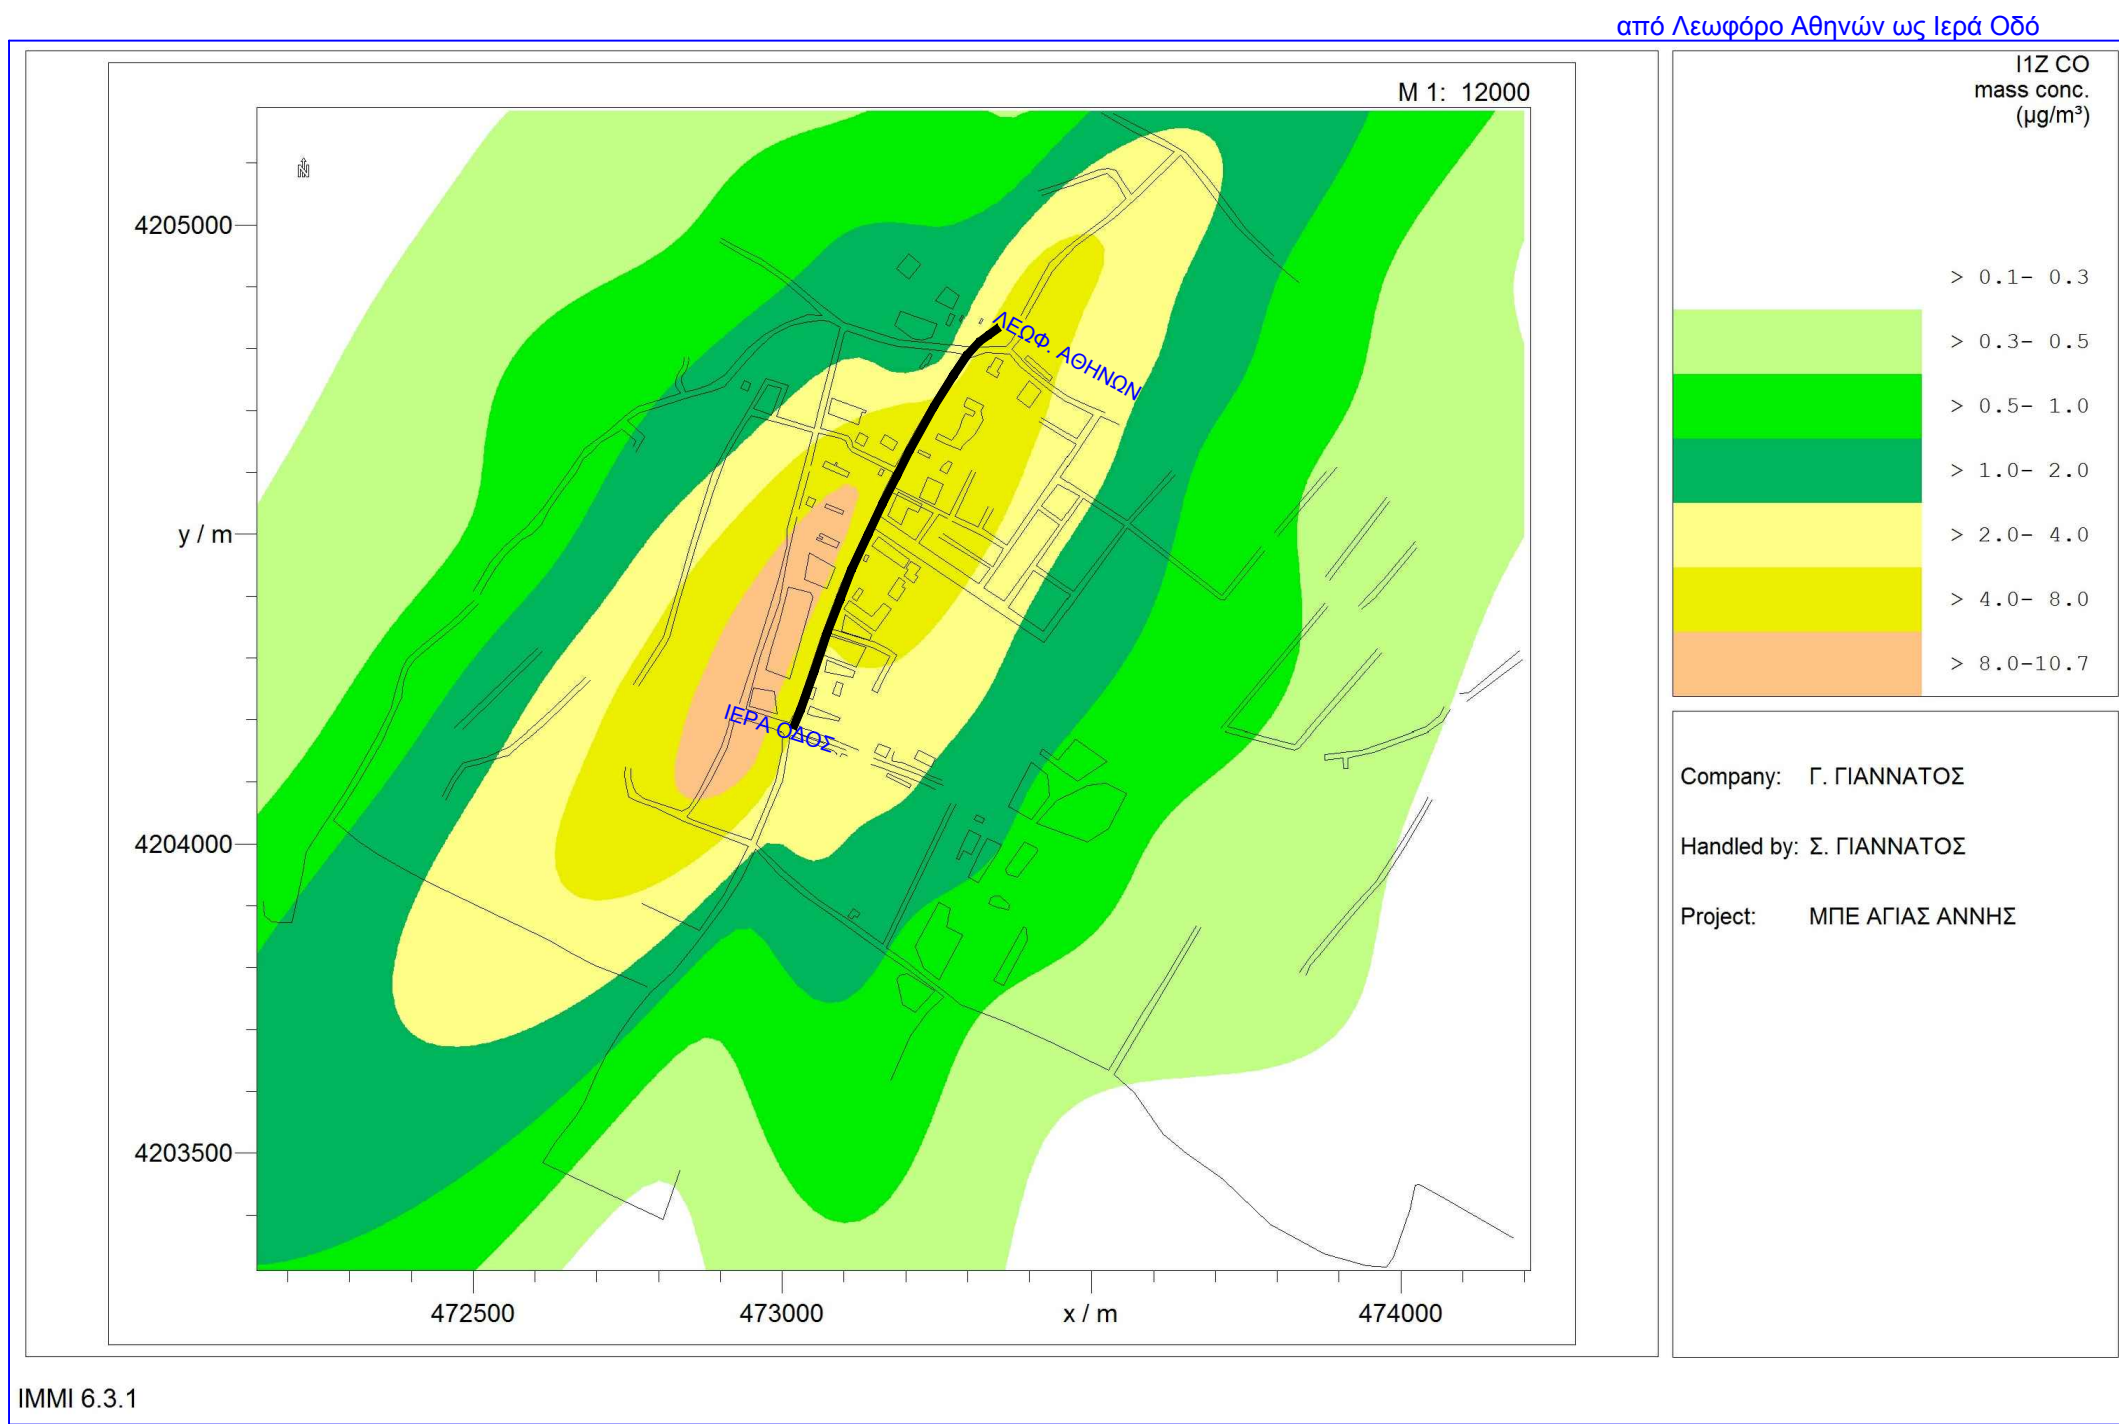 από Λεωφόρο Αθηνών ως Ιερά Οδό
M 1: 12000
I1Z CO
mass conc.
(µg/m³)
> 0.1- 0.3
> 0.3- 0.5
> 0.5- 1.0
> 1.0- 2.0
> 2.0- 4.0
> 4.0- 8.0
> 8.0-10.7
N
4205000
y / m
4204000
4203500
472500
473000
x / m
474000
ΛΕΩΦ. ΑΘΗΝΩΝ
ΙΕΡΑ ΟΔΟΣ
Company: Γ. ΓΙΑΝΝΑΤΟΣ
Handled by: Σ. ΓΙΑΝΝΑΤΟΣ
Project: ΜΠΕ ΑΓΙΑΣ ΑΝΝΗΣ
IMMI 6.3.1